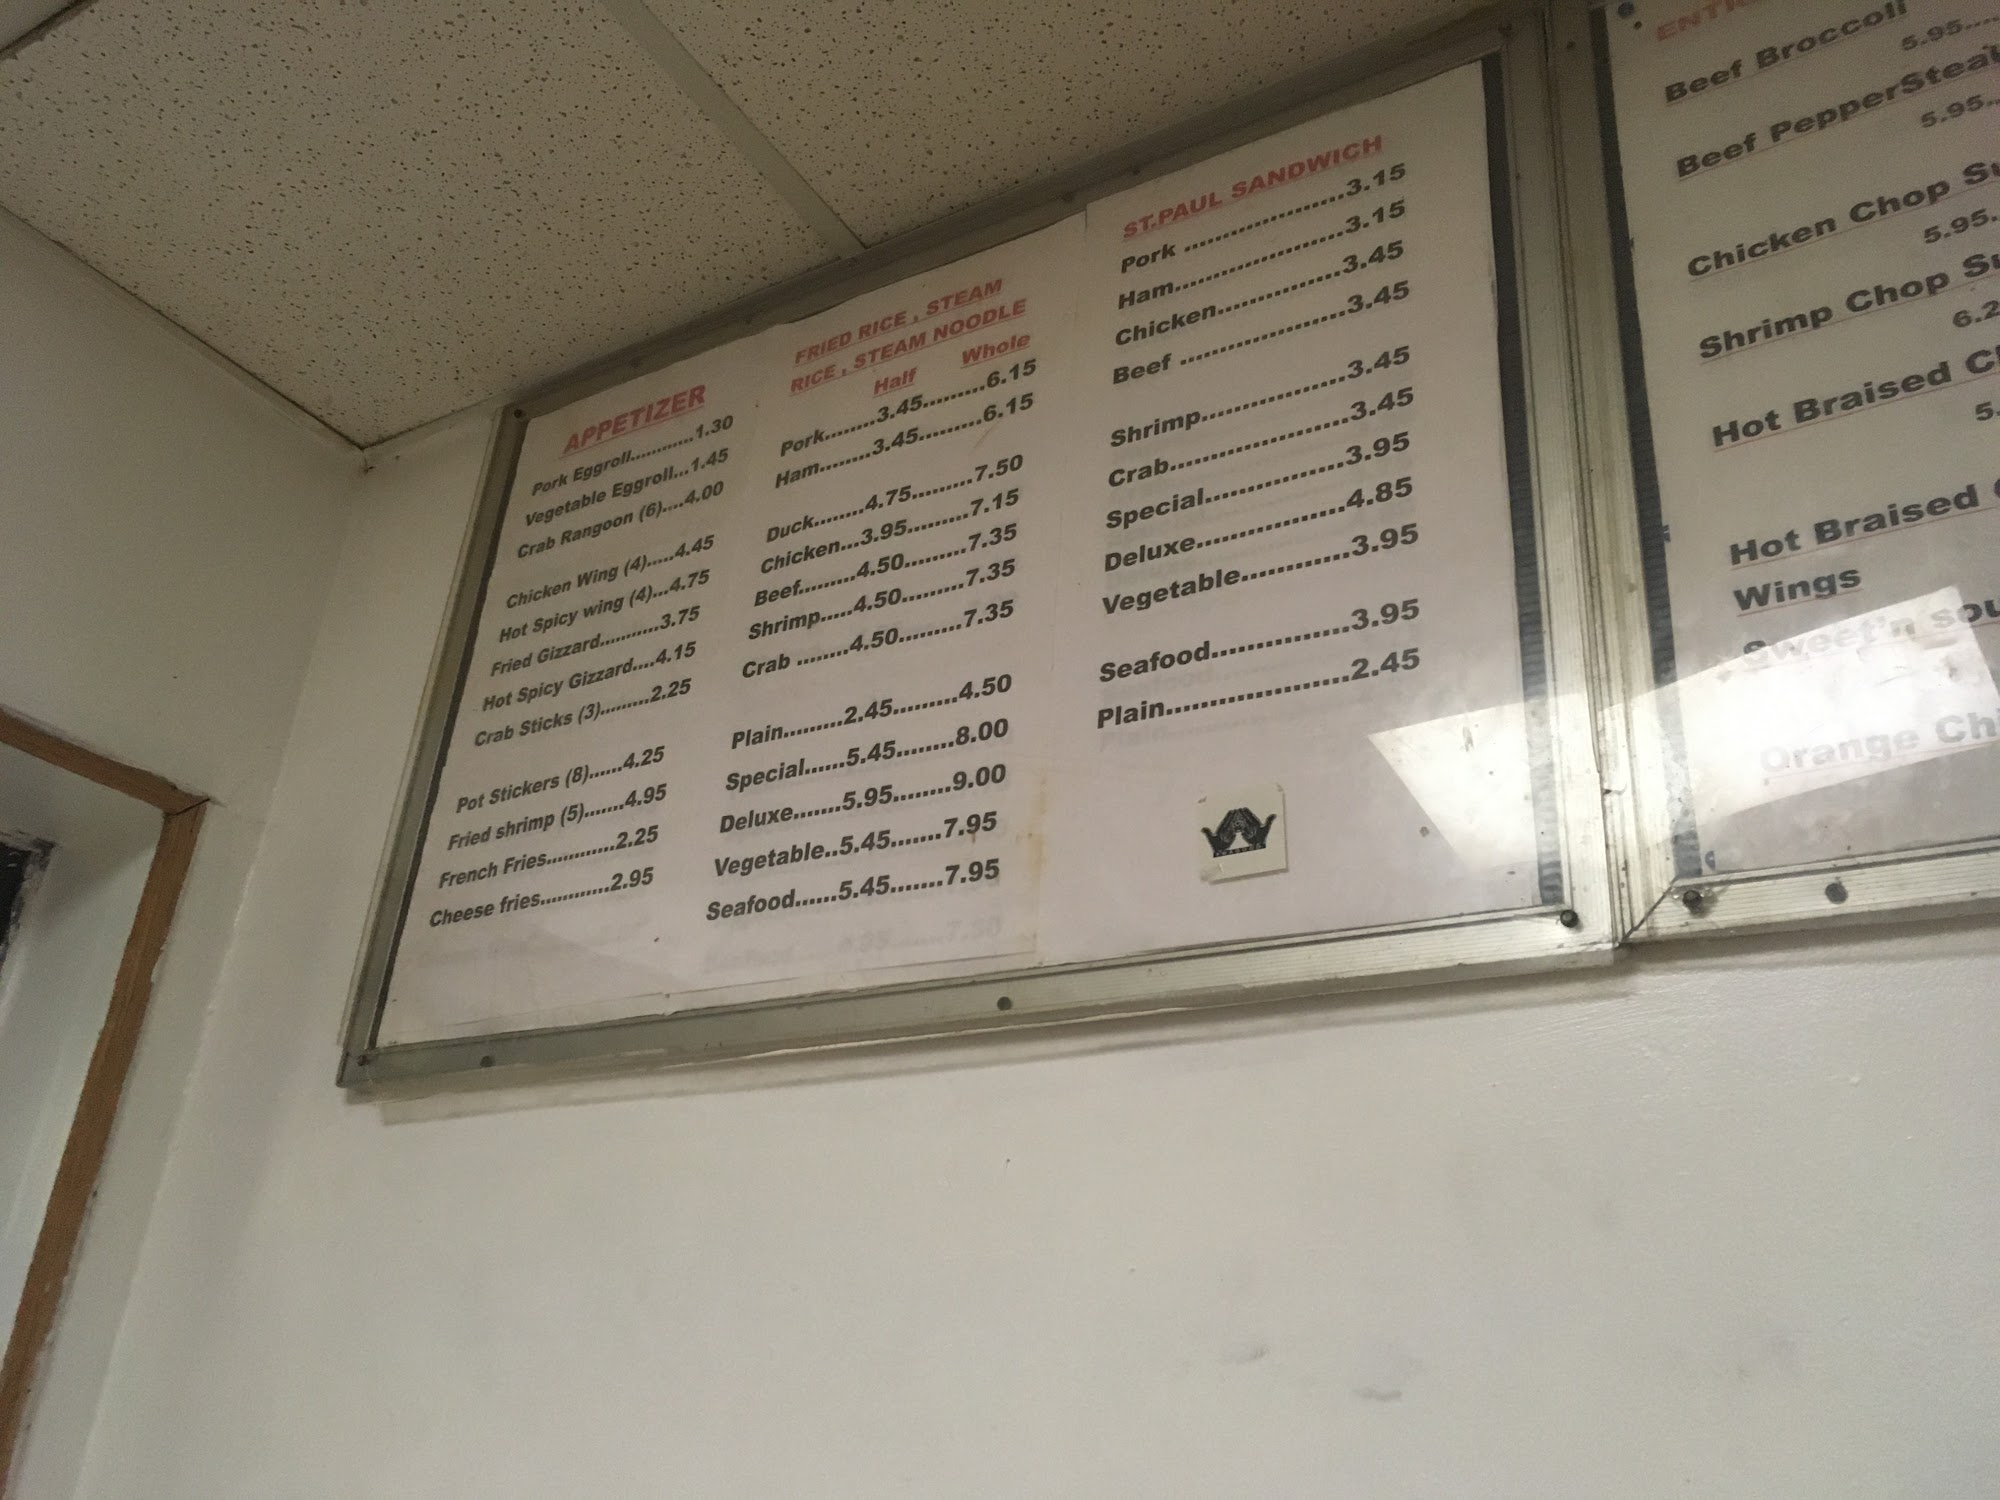 APPETIZER
Pork Eggroll............1.30
Vegetable Eggroll...1.45
Crab Rangoon (6)....4.00
Chicken Wing (4).....4.45
Hot Spicy wing (4)...4.75
Fried Gizzard...........3.75
Hot Spicy Gizzard....4.15
Crab Sticks (3).........2.25
Pot Stickers (8)......4.25
Fried shrimp (5).......4.95
French Fries............2.25
Cheese fries............2.95
FRIED RICE , STEAM
RICE , STEAM NOODLE
Half Whole
Pork........3.45.........6.15
Ham........3.45.........6.15
Duck........4.75.........7.50
Chicken...3.95.........7.15
Beef........4.50.........7.35
Shrimp.....4.50.........7.35
Crab ........4.50.........7.35
Plain........2.45.........4.50
Special......5.45........8.00
Deluxe.......5.95........9.00
Vegetable..5.45.......7.95
Seafood......5.45.......7.95
ST.PAUL SANDWICH
Pork ....................3.15
Ham.....................3.15
Chicken...............3.45
Beef ....................3.45
Shrimp.................3.45
Crab.....................3.45
Special.................3.95
Deluxe..................4.85
Vegetable.............3.95
Seafood................3.95
Plain.....................2.45
Beef Broccoli
5.95....
Beef PepperSteak
5.95..
Chicken Chop
5.95.
Shrimp Chop
Hot Braised
Hot Braised
Wings
Sweet'n
Orange